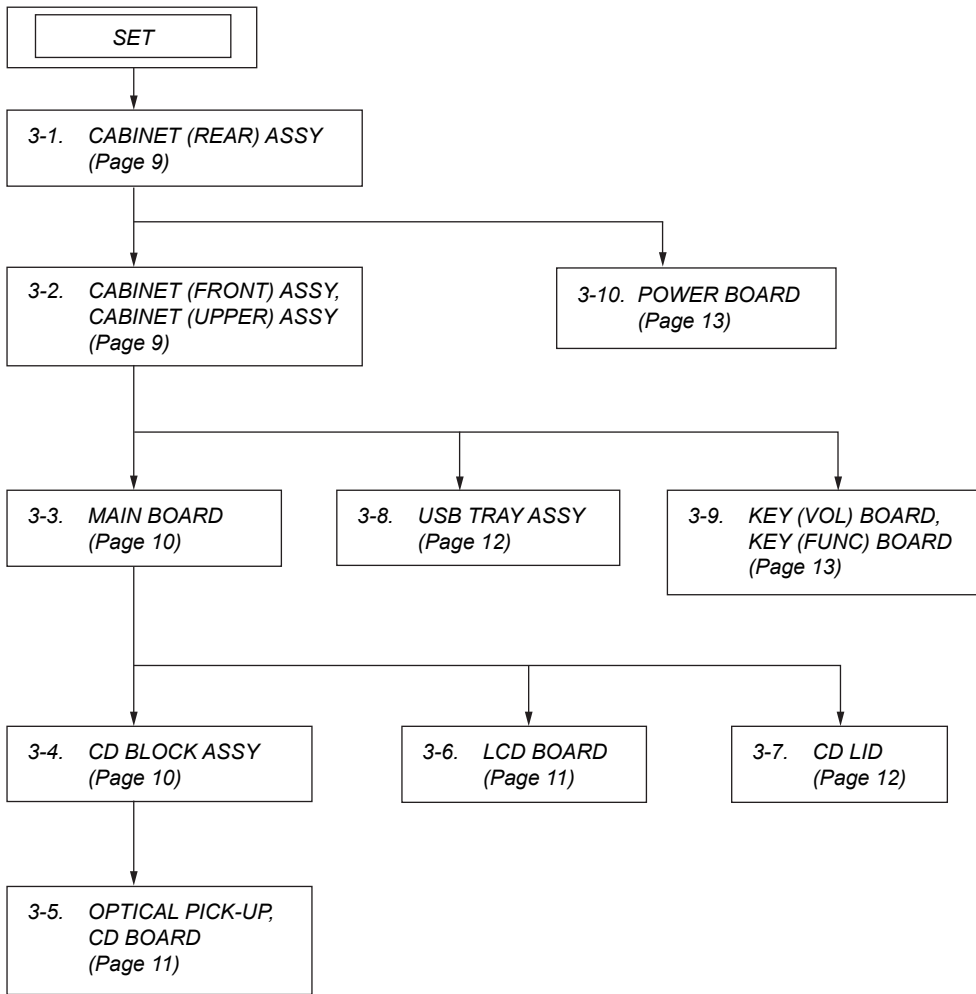 SET
3-1. CABINET (REAR) ASSY
(Page 9)
3-2. CABINET (FRONT) ASSY,
CABINET (UPPER) ASSY
(Page 9)
3-10. POWER BOARD
(Page 13)
3-3. MAIN BOARD
(Page 10)
3-8. USB TRAY ASSY
(Page 12)
3-9. KEY (VOL) BOARD,
KEY (FUNC) BOARD
(Page 13)
3-4. CD BLOCK ASSY
(Page 10)
3-6. LCD BOARD
(Page 11)
3-7. CD LID
(Page 12)
3-5. OPTICAL PICK-UP,
CD BOARD
(Page 11)